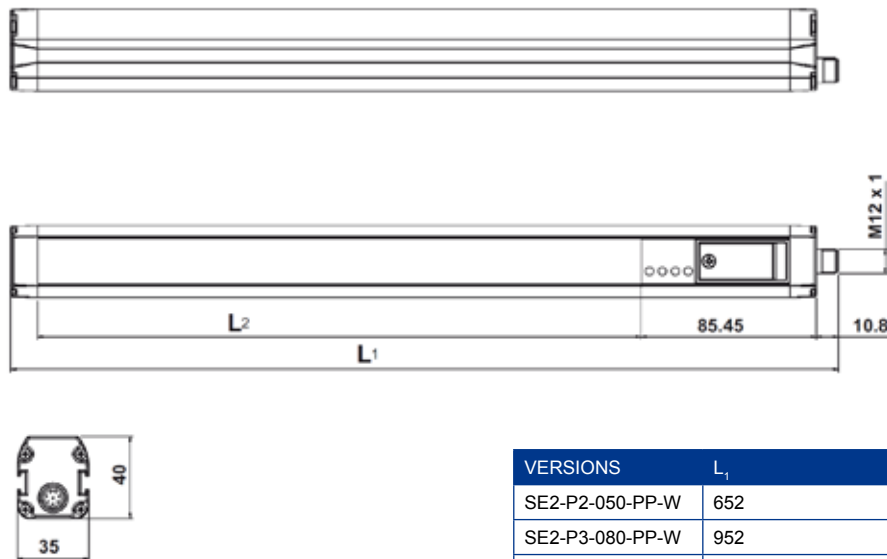 M12 x 1
L2
85.45
10.8
L1
40
35
VERSIONS L1
SE2-P2-050-PP-W 652
SE2-P3-080-PP-W 952